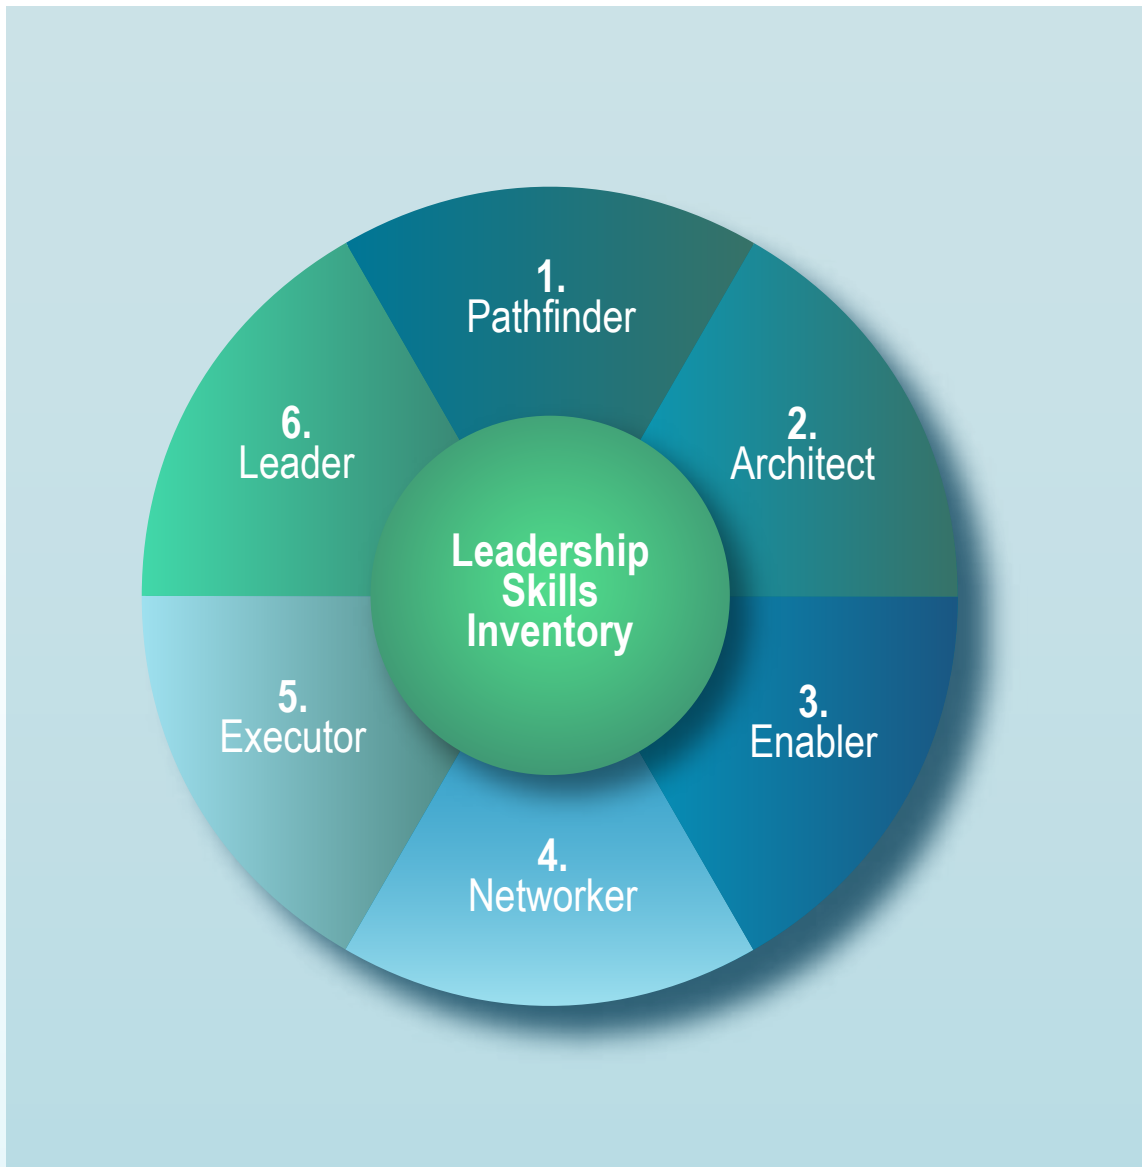 1.
Pathfinder
2.
Architect
3.
Enabler
4.
Networker
5.
Executor
6.
Leader
Leadership
Skills
Inventory